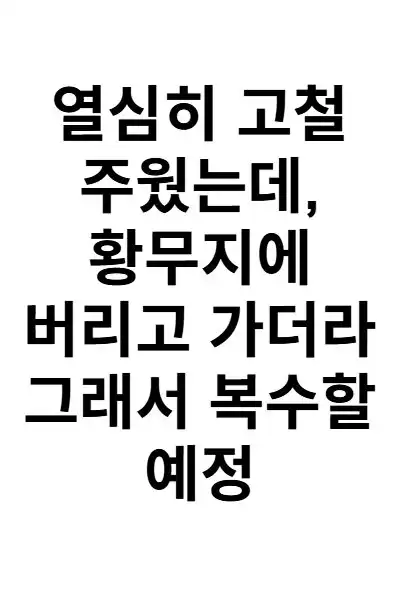 열심히 고철
주웠는데,
황무지에
버리고 가더라
그래서 복수할
예정